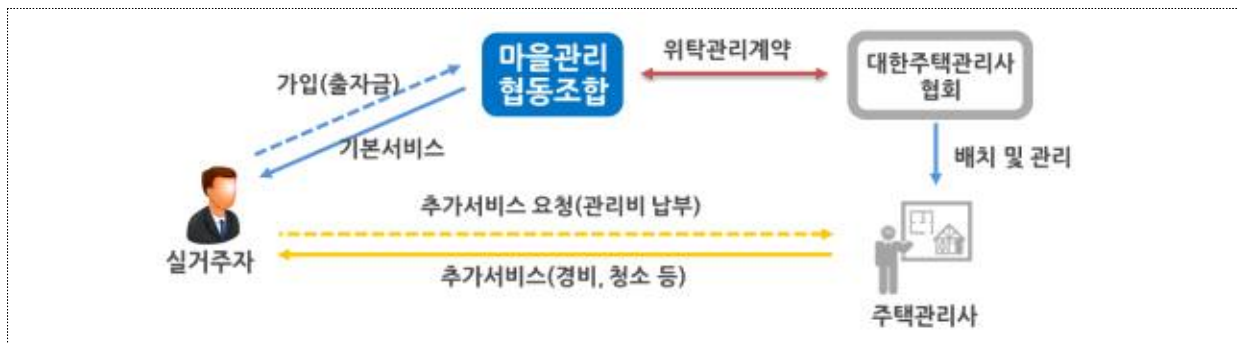 마을관리
협동조합
위탁관리계약
대한주택관리사
협회
가입(출자금)
기본서비스
배치 및 관리
추가서비스 요청(관리비 납부)
실거주자
추가서비스(경비, 청소 등)
주택관리사